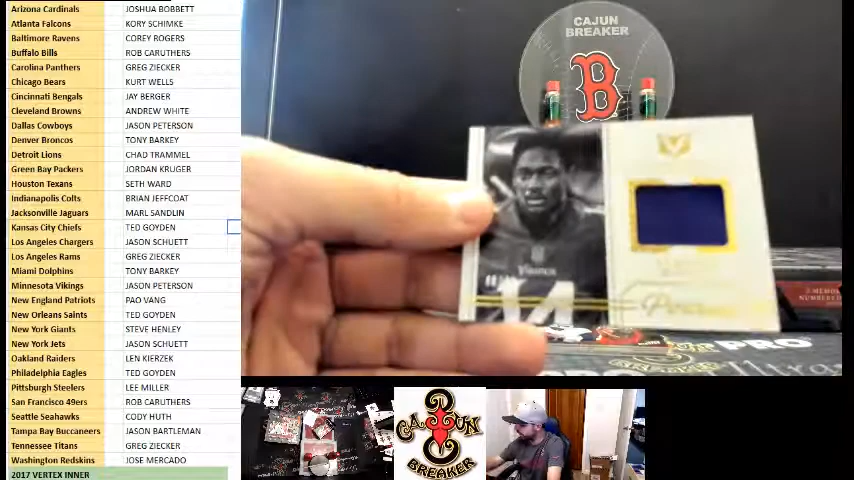 Arizona Cardinals JOSHUA BOBBETT
Atlanta Falcons KORY SCHIMKE
Baltimore Ravens COREY ROGERS
Buffalo Bills ROB CARUTHERS
Carolina Panthers GREG ZIECKER
Chicago Bears KURT WELLS
Cincinnati Bengals JAY BERGER
Cleveland Browns ANDREW WHITE
Dallas Cowboys JASON PETERSON
Denver Broncos TONY BARKEY
Detroit Lions CHAD TRAMMEL
Green Bay Packers JORDAN KRUGER
Houston Texans SETH WARD
Indianapolis Colts BRIAN JEFFCOAT
Jacksonville Jaguars MARL SANDLIN
Kansas City Chiefs TED GOYDEN
Los Angeles Chargers JASON SCHUETT
Los Angeles Rams GREG ZIECKER
Miami Dolphins TONY BARKEY
Minnesota Vikings JASON PETERSON
New England Patriots PAO VANG
New Orleans Saints TED GOYDEN
New York Giants STEVE HENLEY
New York Jets JASON SCHUETT
Oakland Raiders LEN KIERZEK
Philadelphia Eagles TED GOYDEN
Pittsburgh Steelers LEE MILLER
San Francisco 49ers ROB CARUTHERS
Seattle Seahawks CODY HUTH
Tampa Bay Buccaneers JASON BARTLEMAN
Tennessee Titans GREG ZIECKER
Washington Redskins JOSE MERCADO
2017 VERTEX INNER
CAJUN
BREAKER
B
VIKINGS
14
PRO
CAJUN
BREAKER